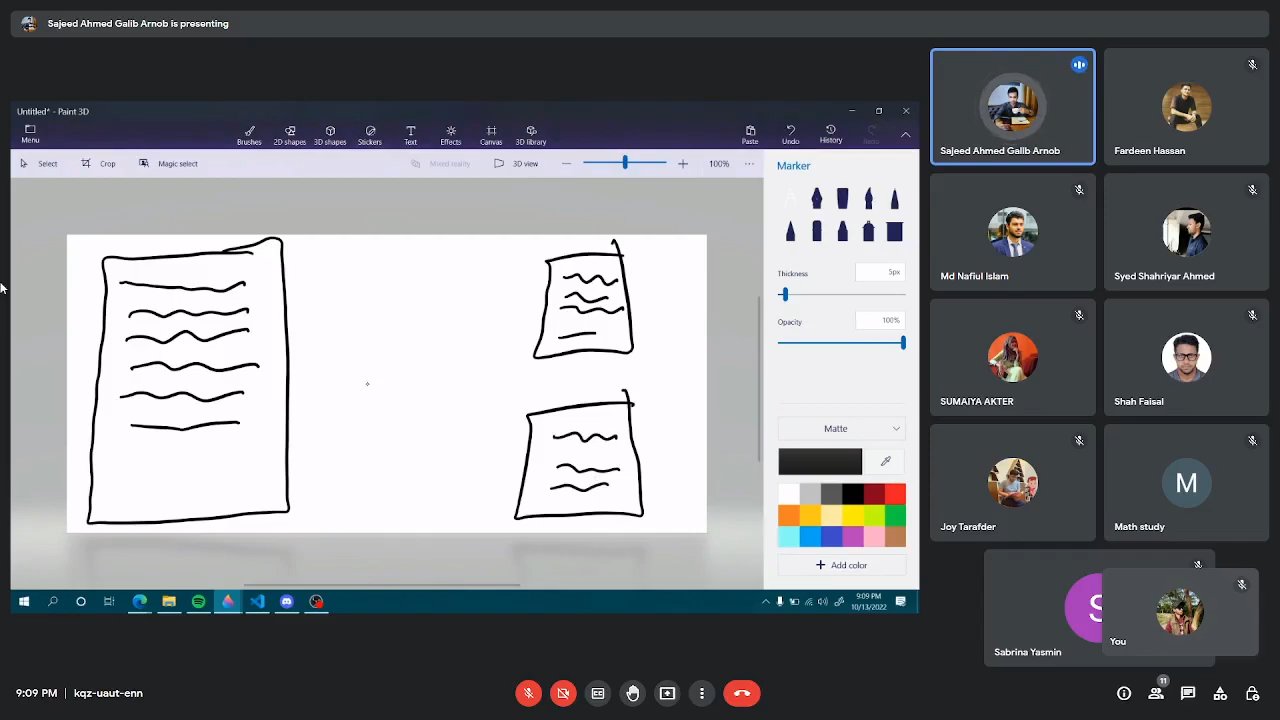 Sajeed Ahmed Galib Arnob is presenting
Untitled* - Paint 3D
Menu
Brushes
2D shapes
3D shapes
Stickers
Text
Effects
Canvas
3D library
Paste
Undo
History
Redo
Select
Crop
Magic select
Mixed reality
3D view
100%
Marker
Thickness
5px
Opacity
100%
Matte
Add color
9:09 PM
10/13/2022
Sajeed Ahmed Galib Arnob
Fardeen Hassan
Md Nafiul Islam
Syed Shahriyar Ahmed
SUMAIYA AKTER
Shah Faisal
Joy Tarafder
M
Math study
S
Sabrina Yasmin
You
9:09 PM | kqz-uaut-enn
11